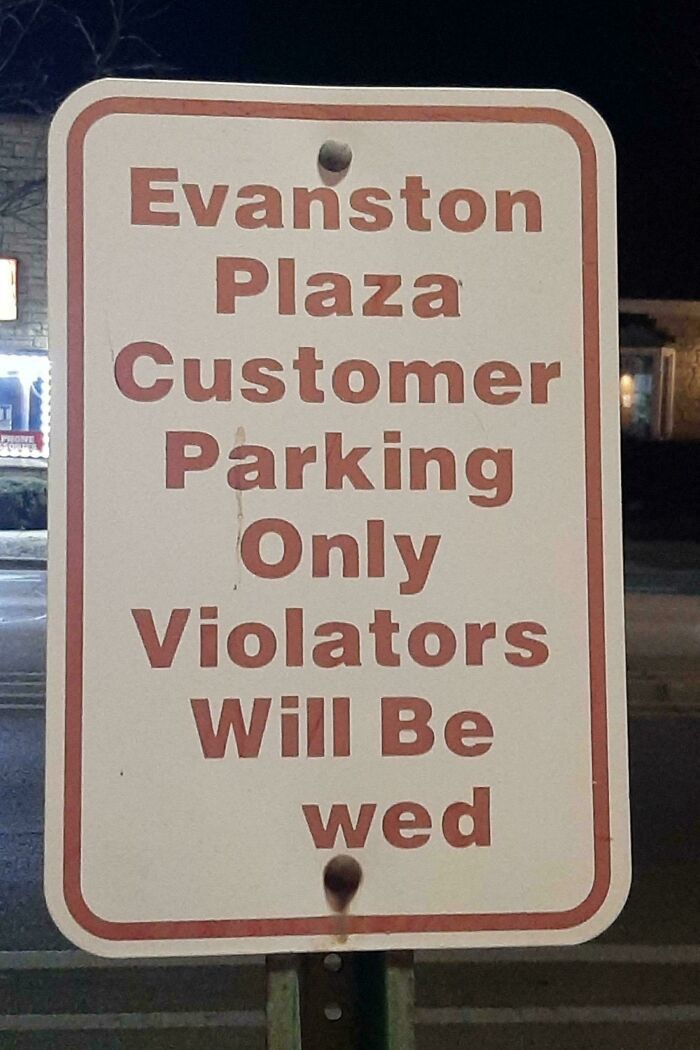 Evanston
Plaza
Customer
Parking
Only
Violators
Will Be
wed